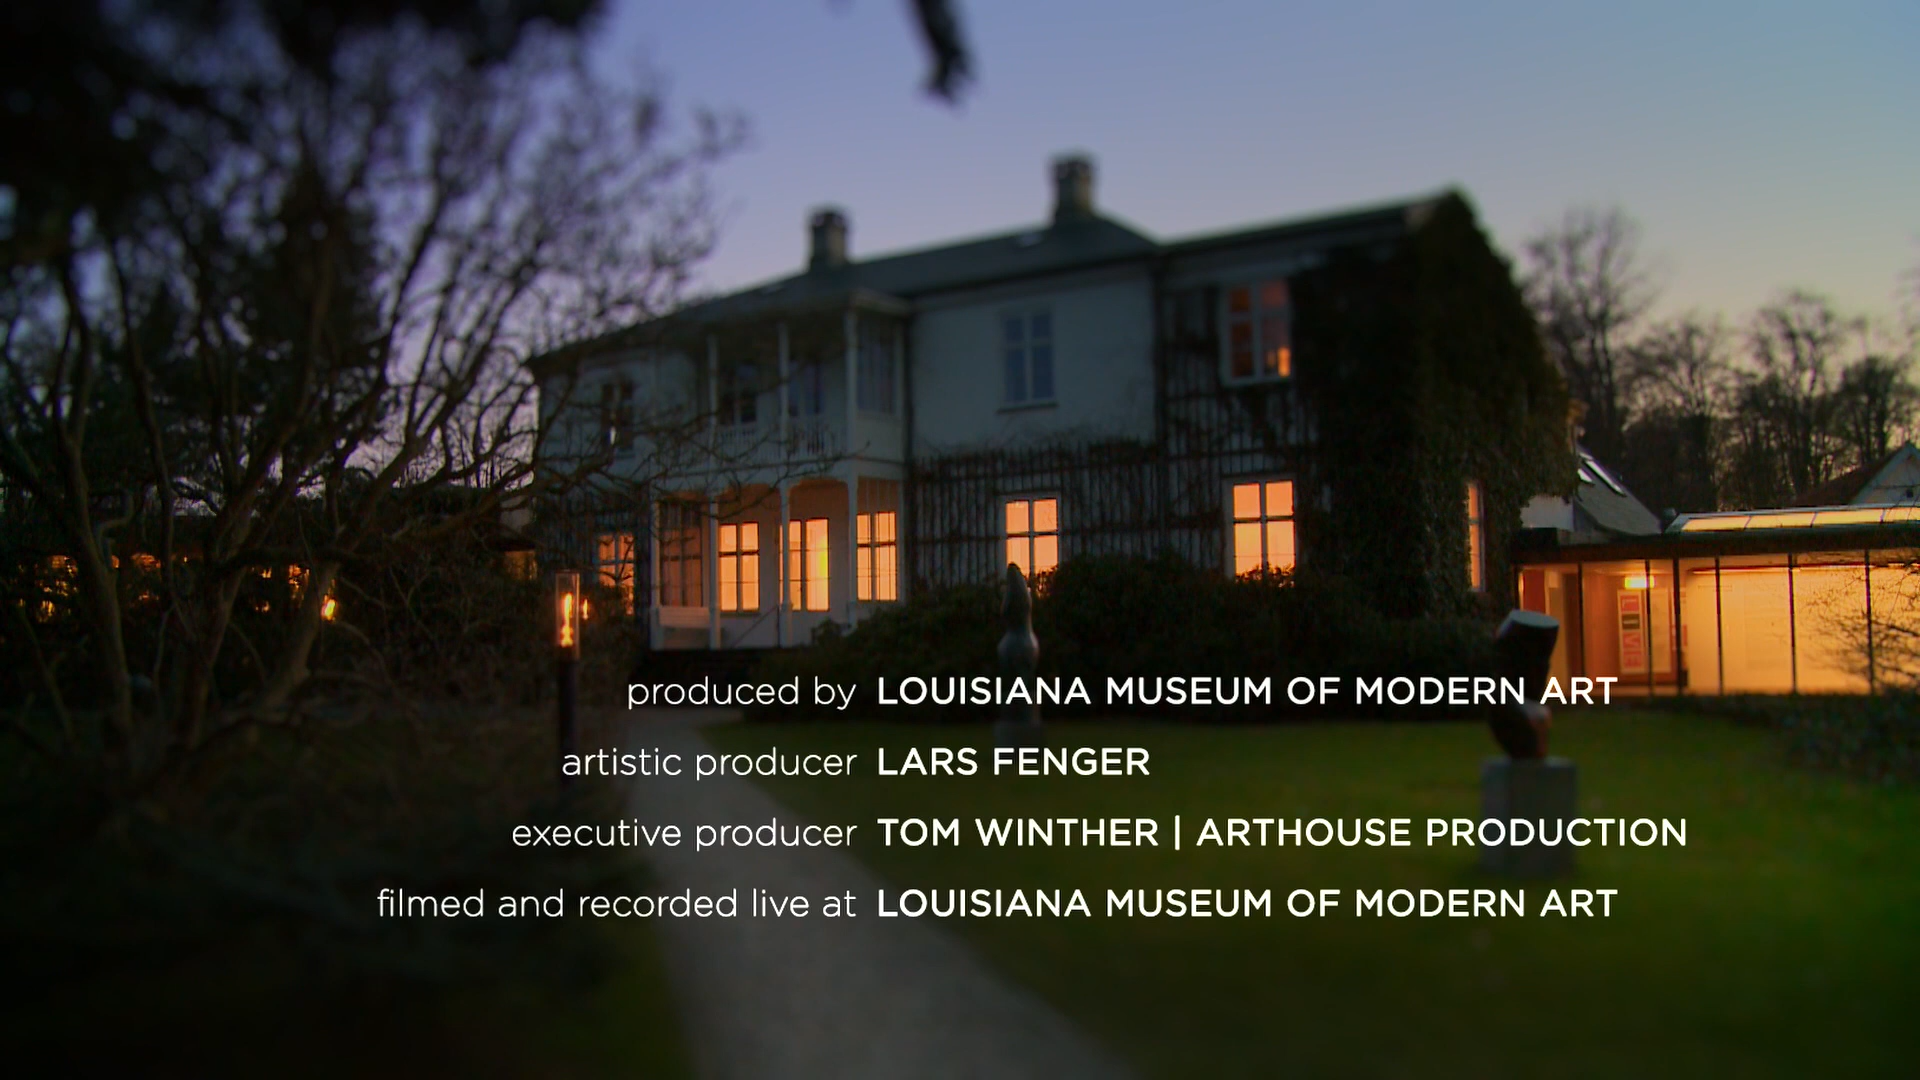 produced by LOUISIANA MUSEUM OF MODERN ART
artistic producer LARS FENGER
executive producer TOM WINTHER | ARTHOUSE PRODUCTION
filmed and recorded live at LOUISIANA MUSEUM OF MODERN ART
LIVE